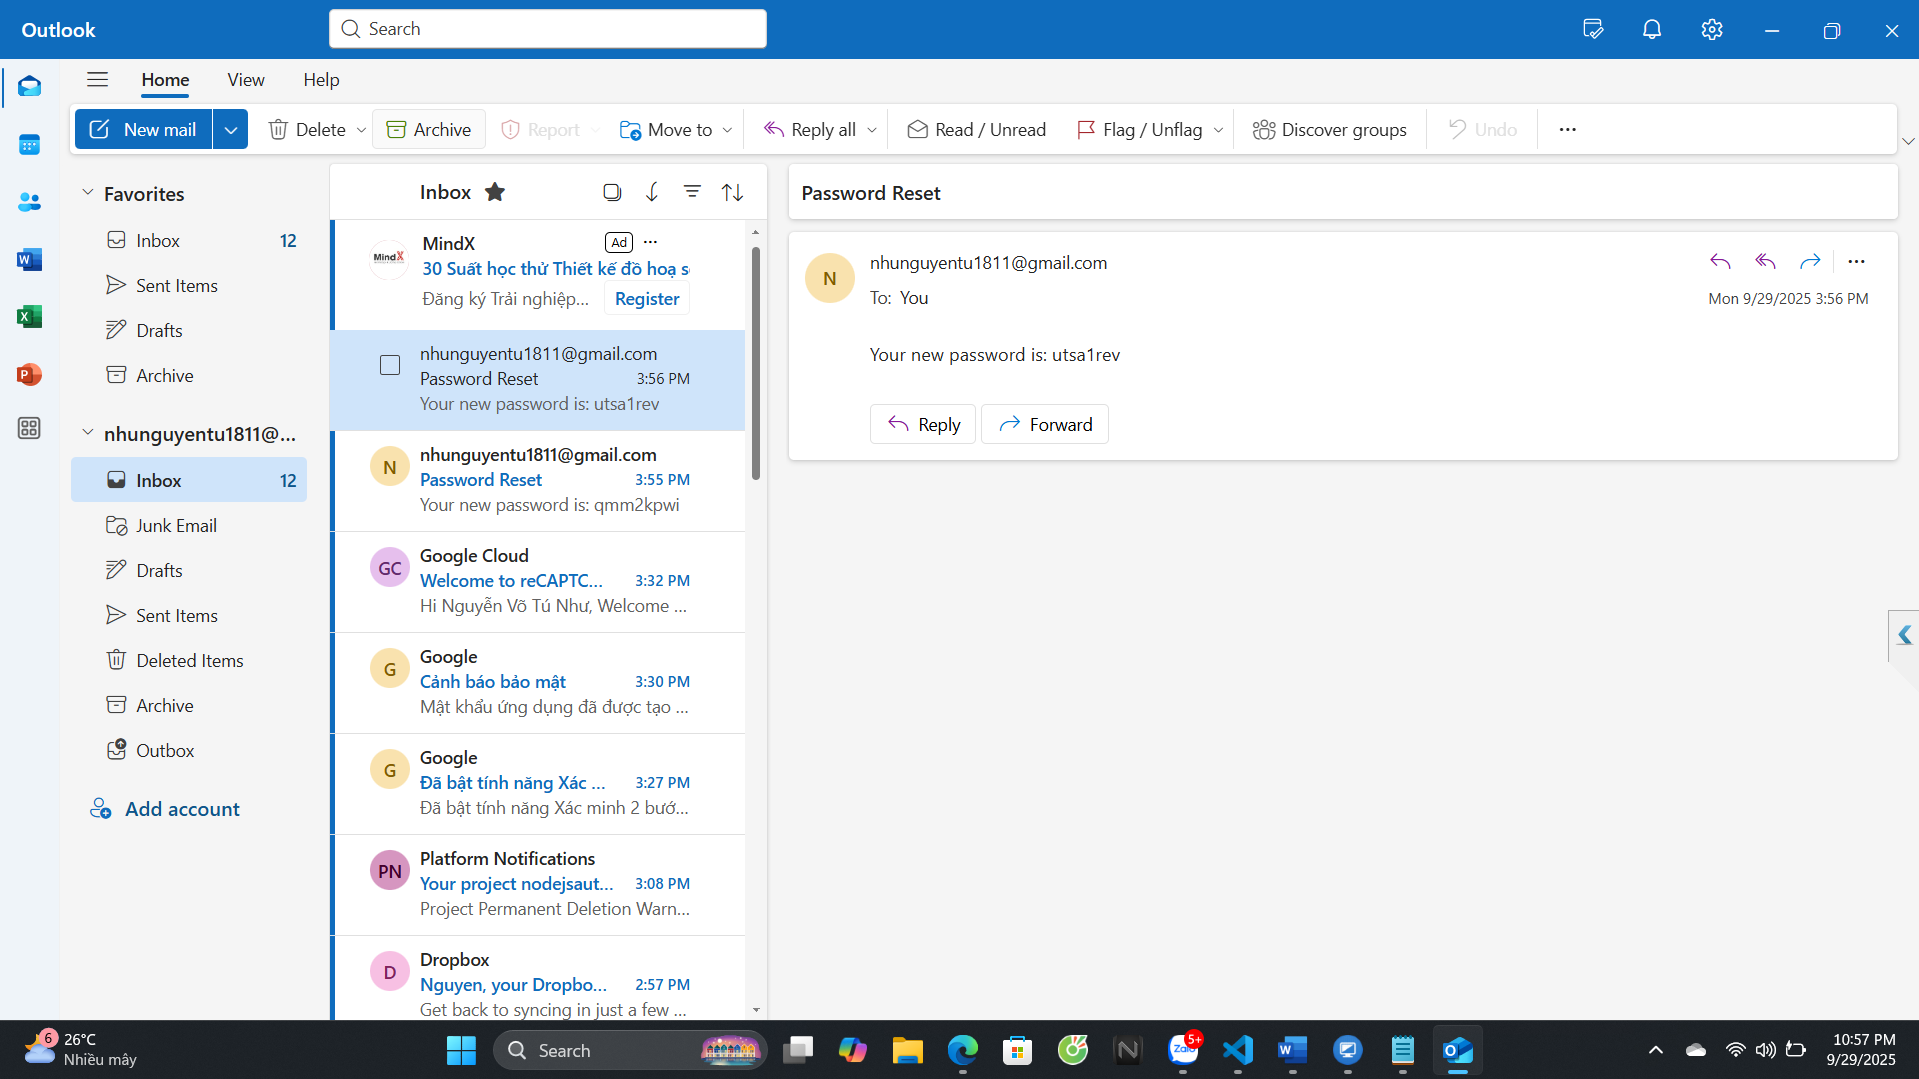 Outlook
Search
Home
View
Help
New mail
Delete
Archive
Report
Move to
Reply all
Read / Unread
Flag / Unflag
Discover groups
Undo
Favorites
Inbox 12
Sent Items
Drafts
Archive
nhunguyentu1811@...
Inbox 12
Junk Email
Drafts
Sent Items
Deleted Items
Archive
Outbox
Add account
Inbox
MindX
MindX Ad
30 Suất học thử Thiết kế đồ hoạ s
Đăng ký Trải nghiệp... Register
nhunguyentu1811@gmail.com
Password Reset 3:56 PM
Your new password is: utsa1rev
N
nhunguyentu1811@gmail.com
Password Reset 3:55 PM
Your new password is: qmm2kpwi
GC
Google Cloud
Welcome to reCAPTC... 3:32 PM
Hi Nguyễn Võ Tú Như, Welcome ...
G
Google
Cảnh báo bảo mật 3:30 PM
Mật khẩu ứng dụng đã được tạo ...
G
Google
Đã bật tính năng Xác ... 3:27 PM
Đã bật tính năng Xác minh 2 bướ...
PN
Platform Notifications
Your project nodejsaut... 3:08 PM
Project Permanent Deletion Warn...
D
Dropbox
Nguyen, your Dropbo... 2:57 PM
Get back to syncing in just a few ...
Password Reset
N
nhunguyentu1811@gmail.com
To: You
Mon 9/29/2025 3:56 PM
Your new password is: utsa1rev
Reply
Forward
6
26°C
Nhiều mây
Search
Zalo
5+
10:57 PM
9/29/2025